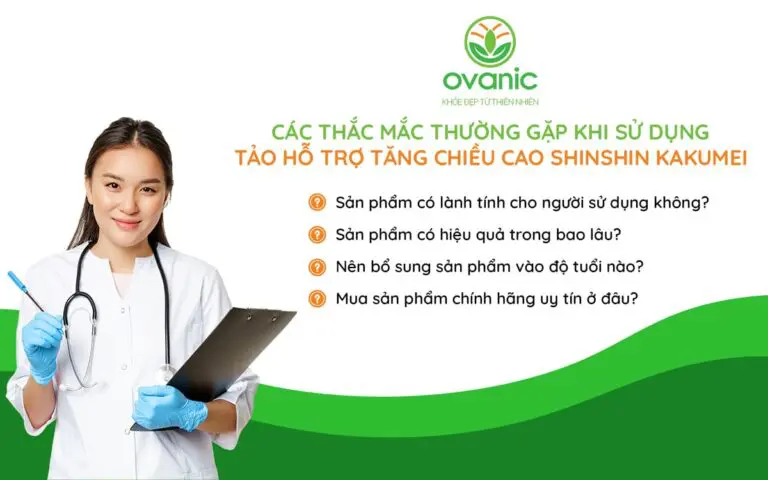 ovanic
KHỎE ĐẸP TỪ THIÊN NHIÊN
CÁC THẮC MẮC THƯỜNG GẶP KHI SỬ DỤNG
TẢO HỖ TRỢ TĂNG CHIỀU CAO SHINSHIN KAKUMEI
Sản phẩm có lành tính cho người sử dụng không?
Sản phẩm có hiệu quả trong bao lâu?
Nên bổ sung sản phẩm vào độ tuổi nào?
Mua sản phẩm chính hãng uy tín ở đâu?